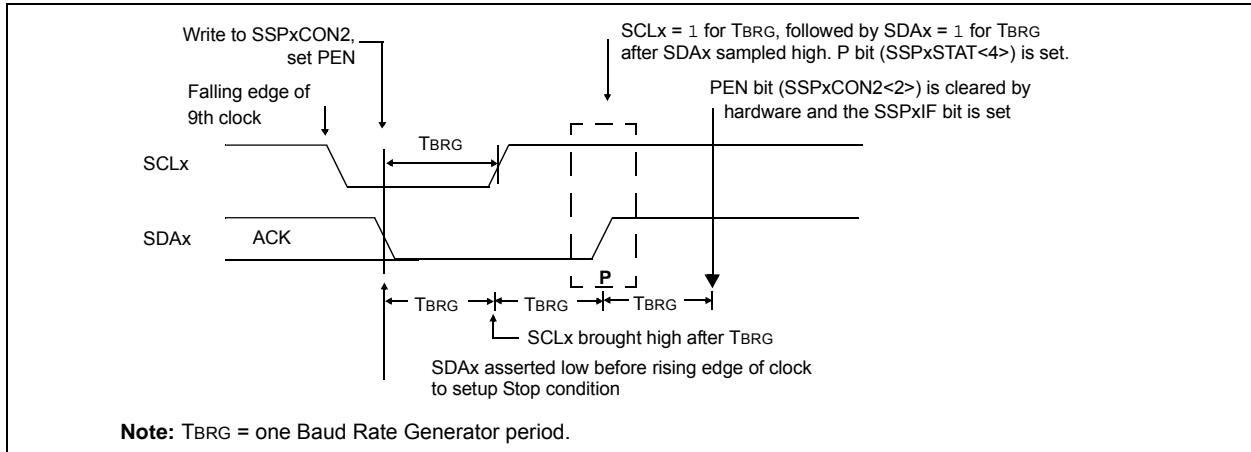 Write to SSPxCON2,
set PEN
SCLx = 1 for TBRG, followed by SDAx = 1 for TBRG
after SDAx sampled high. P bit (SSPxSTAT<4>) is set.
Falling edge of
9th clock
PEN bit (SSPxCON2<2>) is cleared by
hardware and the SSPxIF bit is set
TBRG
SCLx
SDAx
ACK
P
TBRG
TBRG
TBRG
SCLx brought high after TBRG
SDAx asserted low before rising edge of clock
to setup Stop condition
Note: TBRG = one Baud Rate Generator period.